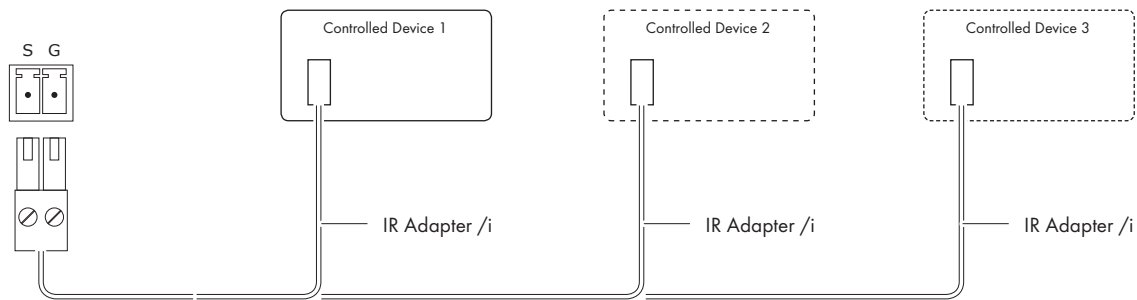 Controlled Device 1
Controlled Device 2
Controlled Device 3
S G
IR Adapter /i
IR Adapter /i
IR Adapter /i